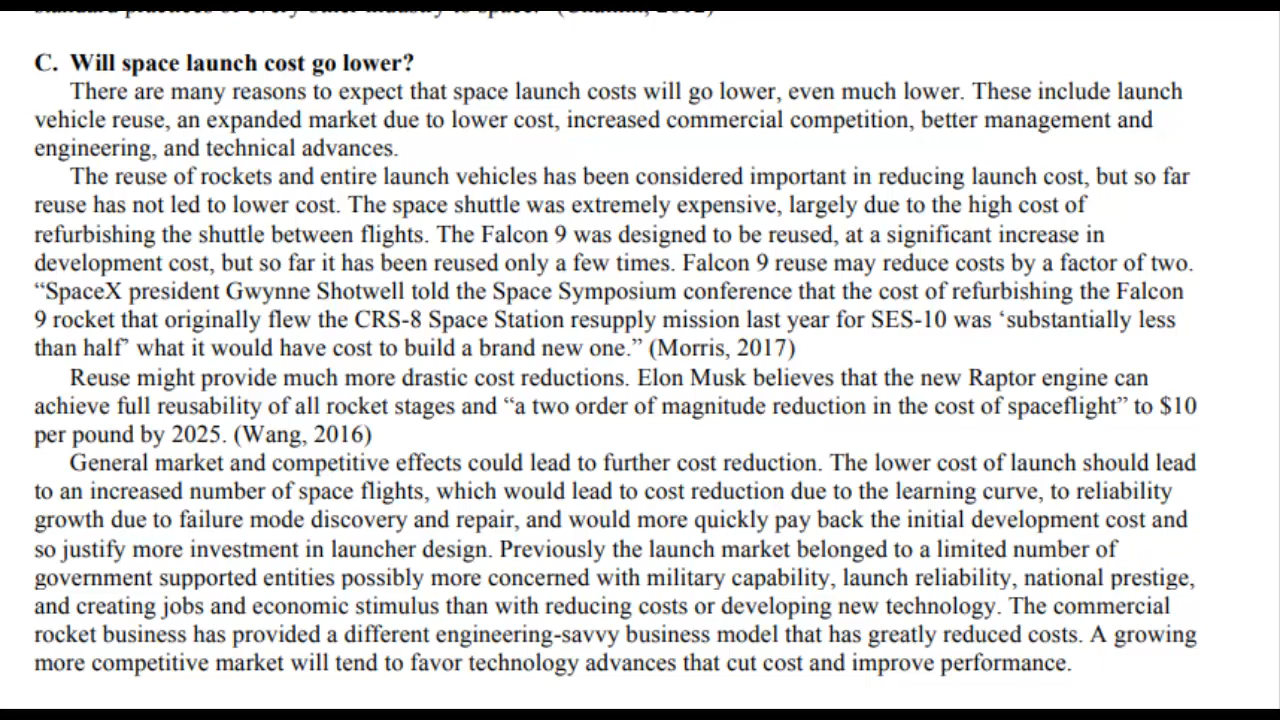 C. Will space launch cost go lower?
There are many reasons to expect that space launch costs will go lower, even much lower. These include launch
vehicle reuse, an expanded market due to lower cost, increased commercial competition, better management and
engineering, and technical advances.
The reuse of rockets and entire launch vehicles has been considered important in reducing launch cost, but so far
reuse has not led to lower cost. The space shuttle was extremely expensive, largely due to the high cost of
refurbishing the shuttle between flights. The Falcon 9 was designed to be reused, at a significant increase in
development cost, but so far it has been reused only a few times. Falcon 9 reuse may reduce costs by a factor of two.
“SpaceX president Gwynne Shotwell told the Space Symposium conference that the cost of refurbishing the Falcon
9 rocket that originally flew the CRS-8 Space Station resupply mission last year for SES-10 was ‘substantially less
than half’ what it would have cost to build a brand new one.” (Morris, 2017)
Reuse might provide much more drastic cost reductions. Elon Musk believes that the new Raptor engine can
achieve full reusability of all rocket stages and “a two order of magnitude reduction in the cost of spaceflight” to $10
per pound by 2025. (Wang, 2016)
General market and competitive effects could lead to further cost reduction. The lower cost of launch should lead
to an increased number of space flights, which would lead to cost reduction due to the learning curve, to reliability
growth due to failure mode discovery and repair, and would more quickly pay back the initial development cost and
so justify more investment in launcher design. Previously the launch market belonged to a limited number of
government supported entities possibly more concerned with military capability, launch reliability, national prestige,
and creating jobs and economic stimulus than with reducing costs or developing new technology. The commercial
rocket business has provided a different engineering-savvy business model that has greatly reduced costs. A growing
more competitive market will tend to favor technology advances that cut cost and improve performance.